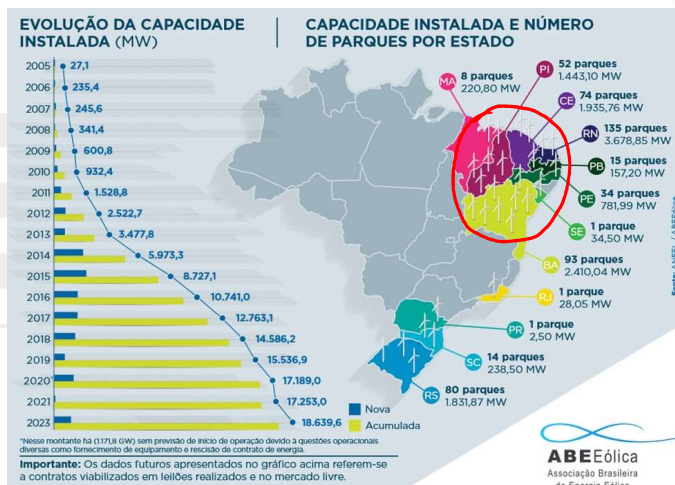 EVOLUÇÃO DA CAPACIDADE
INSTALADA (MW)
2005 27,1
2006 235,4
2007 245,6
2008 341,4
2009 600,8
2010 932,4
2011 1.528,8
2012 2.522,7
2013 3.477,8
2014 5.973,3
2015 8.727,1
2016 10.741,0
2017 12.763,1
2018 14.586,2
2019 15.536,9
2020* 17.189,0
2021 17.253,0
2023 18.639,6
Nova
Acumulada
*Nesse montante há (1.171,8 GW) sem previsão de início de operação devido à questões operacionais
diversas como fornecimento de equipamento e rescisão de contrato de energia.
Importante: Os dados futuros apresentados no gráfico acima referem-se
a contratos viabilizados em leilões realizados e no mercado livre.
CAPACIDADE INSTALADA E NÚMERO
DE PARQUES POR ESTADO
MA 8 parques
220,80 MW
PI 52 parques
1.443,10 MW
CE 74 parques
1.935,76 MW
RN 135 parques
3.678,85 MW
PB 15 parques
157,20 MW
PE 34 parques
781,99 MW
SE 1 parque
34,50 MW
BA 93 parques
2.410,04 MW
RJ 1 parque
28,05 MW
PR 1 parque
2,50 MW
SC 14 parques
238,50 MW
RS 80 parques
1.831,87 MW
Fonte: ANEEL / ABEEólica
ABEEólica
Associação Brasileira
de Energia Eólica